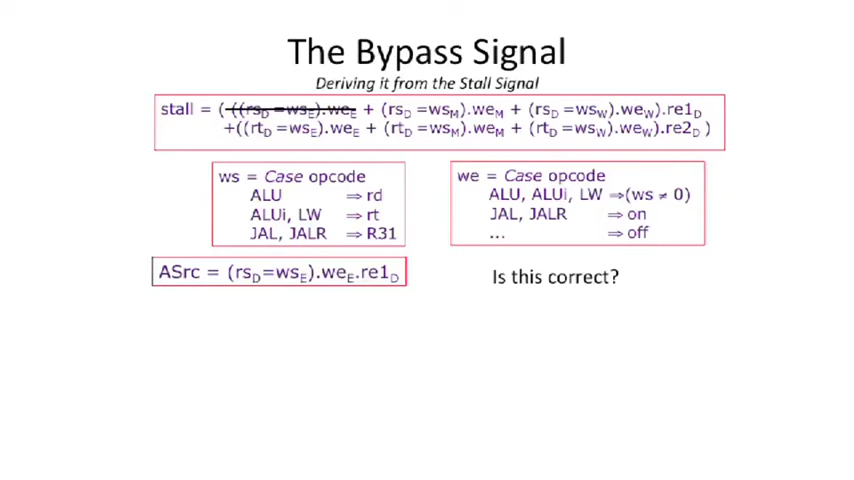 The Bypass Signal
Deriving it from the Stall Signal
stall = ( ((rsD =wsE).weE + (rsD =wsM).weM + (rsD =wsW).weW).re1D
+((rtD =wsE).weE + (rtD =wsM).weM + (rtD =wsW).weW).re2D )
ws = Case opcode
ALU ⇒ rd
ALUi, LW ⇒ rt
JAL, JALR ⇒ R31
we = Case opcode
ALU, ALUi, LW ⇒(ws ≠ 0)
JAL, JALR ⇒ on
... ⇒ off
ASrc = (rsD=wsE).weE.re1D
Is this correct?